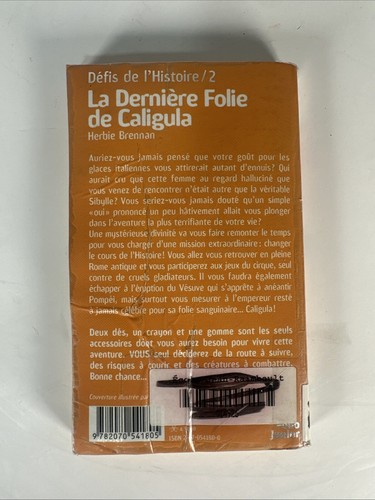 Défis de l'Histoire/2
La Dernière Folie
de Caligula
Herbie Brennan
Auriez-vous jamais pensé que votre goût pour les
glaces italiennes vous attirerait autant d'ennuis? Qui
aurait cru que cette femme au regard halluciné que
vous venez de rencontrer n'était autre que la véritable
Sibylle? Vous seriez-vous jamais douté qu'un simple
«oui» prononcé un peu hâtivement allait vous plonger
dans l'aventure la plus terrifiante de votre vie?
Une mystérieuse divinité va vous faire remonter le temps
pour vous charger d'une mission extraordinaire: changer
le cours de l'Histoire! Vous allez vous retrouver en pleine
Rome antique et vous participerez aux jeux du cirque, seul
contre de cruels gladiateurs. Il vous faudra également
échapper à l'éruption du Vésuve qui s'apprête à anéantir
Pompéi, mais surtout vous mesurer à l'empereur resté
à jamais célèbre pour sa folie sanguinaire... Caligula!
Deux dés, un crayon et une gomme sont les seuls
accessoires dont vous aurez besoin pour vivre cette
aventure. VOUS seul déciderez de la route à suivre,
des risques à courir et des créatures à combattre.
Bonne chance...
Couverture illustrée par
9782070541805
ISBN